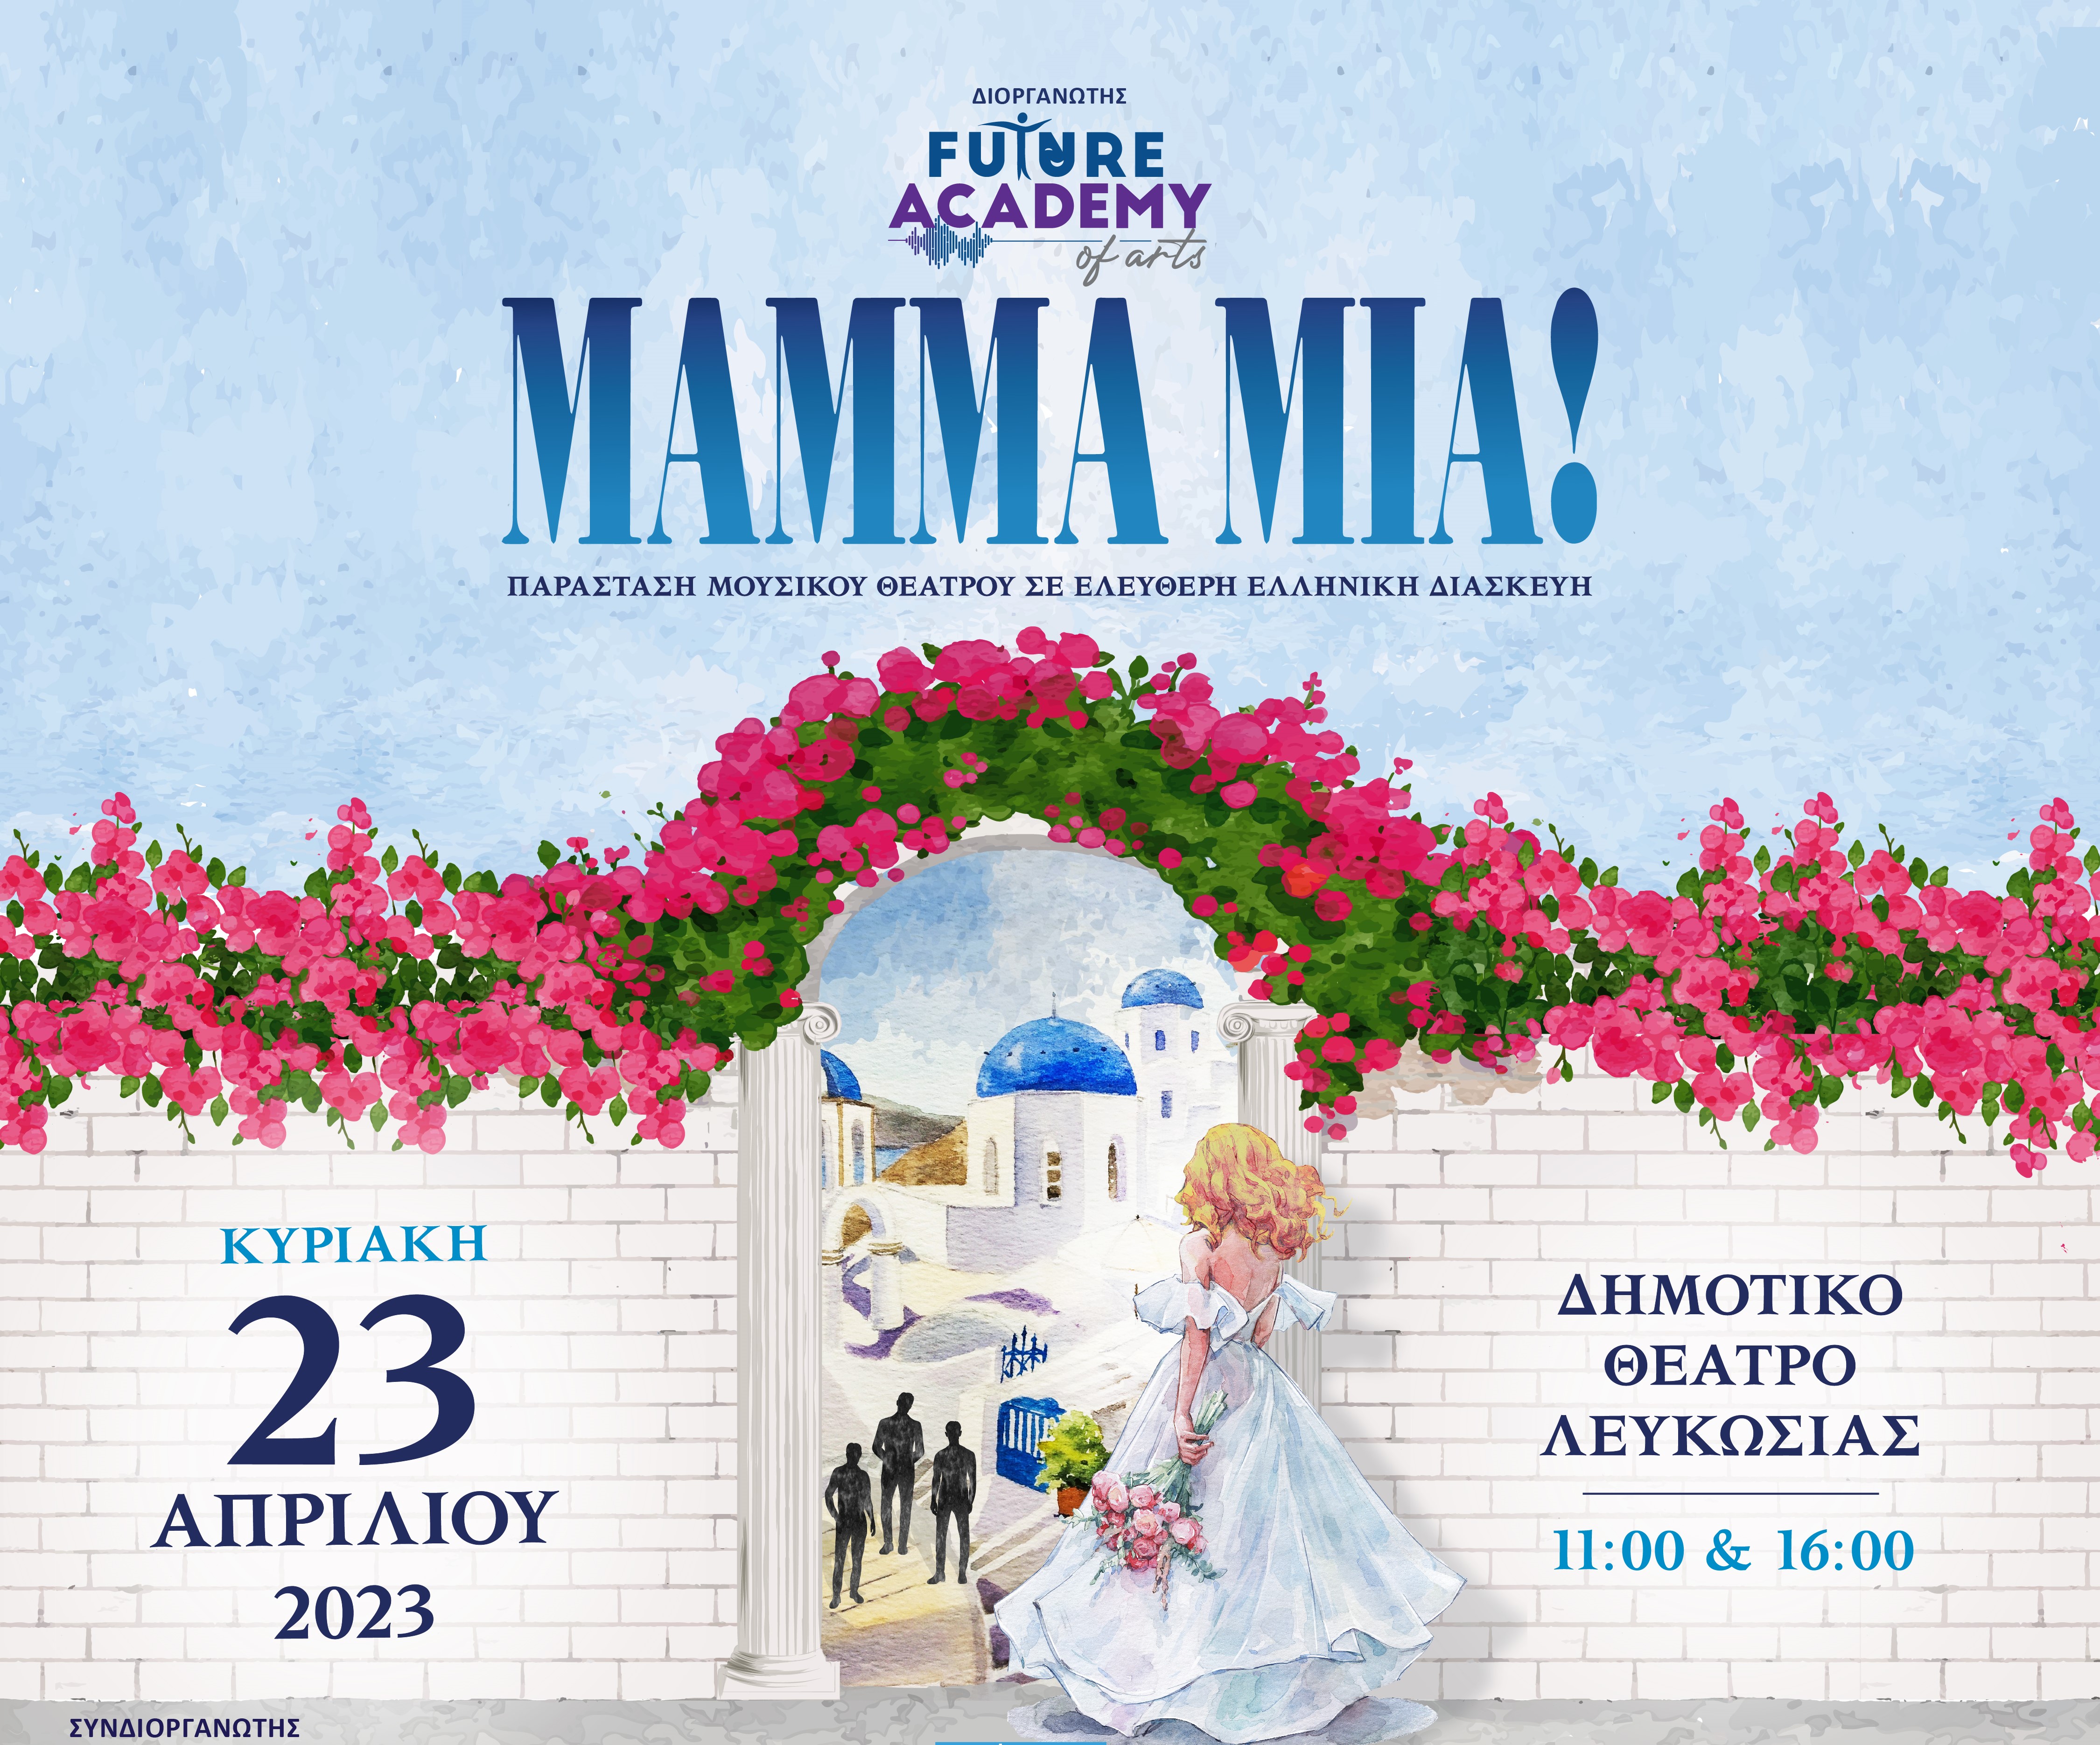 ΔΙΟΡΓΑΝΩΤΗΣ
FUTURE
ACADEMY
of arts
MAMMA MIA!
ΠΑΡΑΣΤΑΣΗ ΜΟΥΣΙΚΟΥ ΘΕΑΤΡΟΥ ΣΕ ΕΛΕΥΘΕΡΗ ΕΛΛΗΝΙΚΗ ΔΙΑΣΚΕΥΗ
ΚΥΡΙΑΚΗ
23
ΑΠΡΙΛΙΟΥ
2023
ΔΗΜΟΤΙΚΟ
ΘΕΑΤΡΟ
ΛΕΥΚΩΣΙΑΣ
11:00 & 16:00
ΣΥΝΔΙΟΡΓΑΝΩΤΗΣ